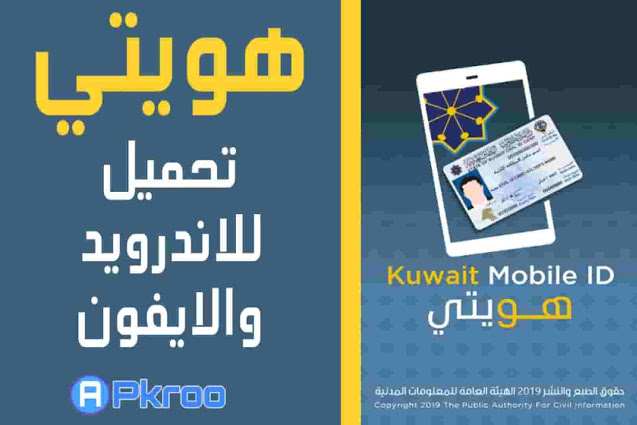 هويتي
تحميل
للاندرويد
والايفون
APkroo
Kuwait Mobile ID
هويتي
حقوق الطبع والنشر 2019 الهيئة العامة للمعلومات المدنية
Copyright 2019 The Public Authority For Civil Information